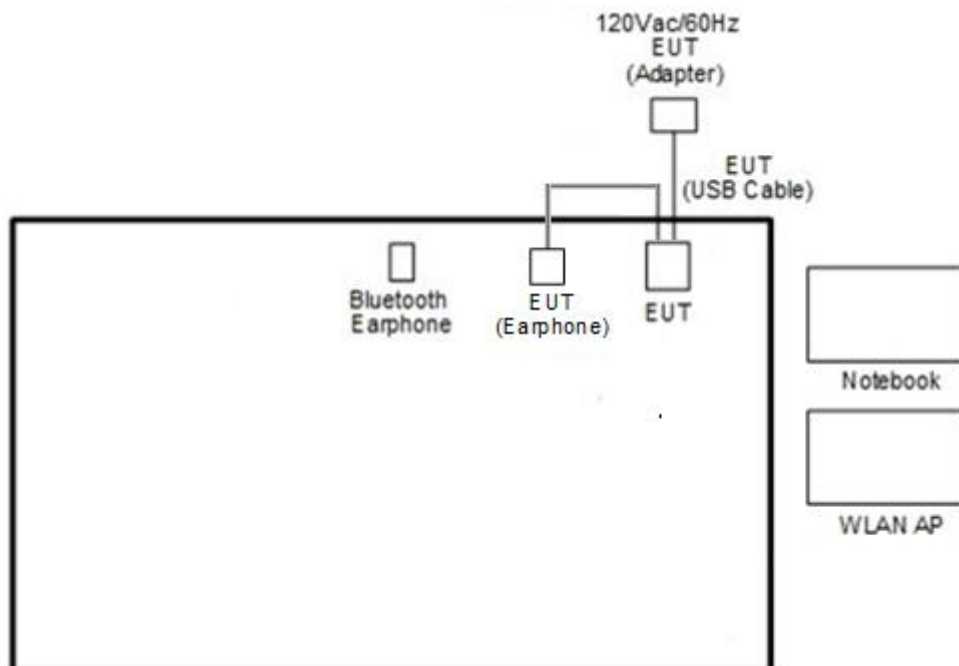 120Vac/60Hz
EUT
(Adapter)
EUT
(USB Cable)
Bluetooth
Earphone
EUT
(Earphone)
EUT
Notebook
WLAN AP